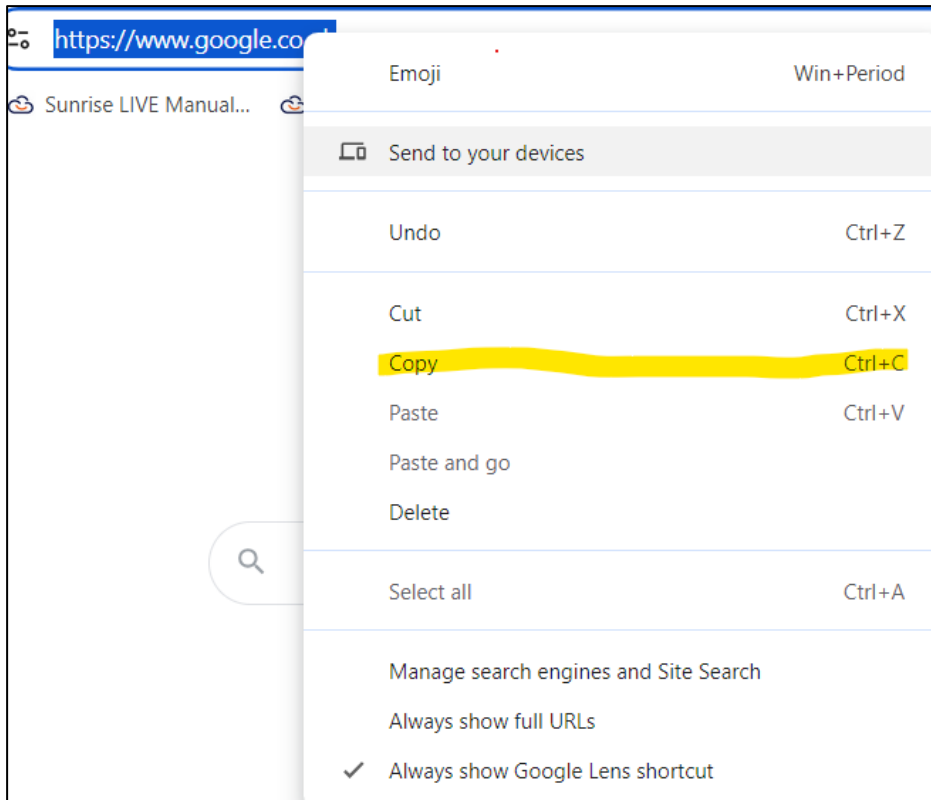 https://www.google.co
Sunrise LIVE Manual...
Emoji Win+Period
Send to your devices
Undo Ctrl+Z
Cut Ctrl+X
Copy Ctrl+C
Paste Ctrl+V
Paste and go
Delete
Select all Ctrl+A
Manage search engines and Site Search
Always show full URLs
Always show Google Lens shortcut